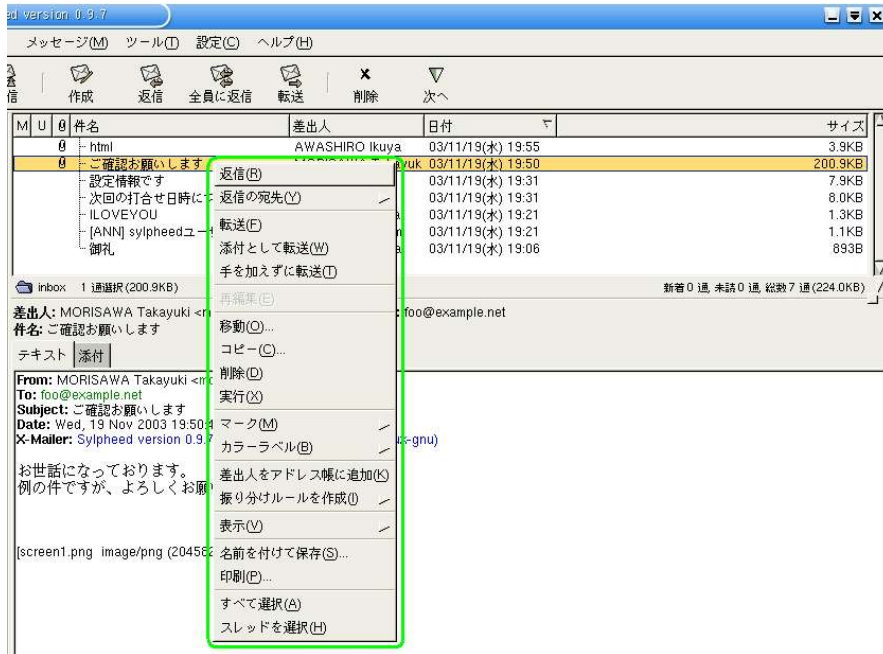 ed version 0.9.7
メッセージ(M) ツール(T) 設定(C) ヘルプ(H)
信 作成 返信 全員に返信 転送 削除 次へ
M U 件名 差出人 日付 サイズ
html AWASHIRO Ikuya 03/11/19(水) 19:55 3.9KB
ご確認お願いします 03/11/19(水) 19:50 200.9KB
設定情報です 03/11/19(水) 19:31 7.9KB
次回の打合せ日時に 03/11/19(水) 19:31 8.0KB
ILOVEYOU 03/11/19(水) 19:21 1.3KB
[ANN] sylpheedユー 03/11/19(水) 19:21 1.1KB
御礼 03/11/19(水) 19:06 893B
返信(R)
返信の宛先(Y)
転送(F)
添付として転送(W)
手を加えずに転送(T)
再編集(E)
移動(O)...
コピー(C)...
削除(D)
実行(X)
マーク(M)
カラーラベル(B)
差出人をアドレス帳に追加(K)
振り分けルールを作成(I)
表示(V)
名前を付けて保存(S)...
印刷(P)...
すべて選択(A)
スレッドを選択(H)
inbox 1 通選択(200.9KB) 新着 0 通, 未読 0 通, 総数 7 通 (224.0KB)
差出人: MORISAWA Takayuki <m : foo@example.net
件名: ご確認お願いします
テキスト 添付
From: MORISAWA Takayuki <mo
To: foo@example.net
Subject: ご確認お願いします
Date: Wed, 19 Nov 2003 19:50:4
X-Mailer: Sylpheed version 0.9.7 x-gnu)
お世話になっております。
例の件ですが、よろしくお願
[screen1.png image/png (204582